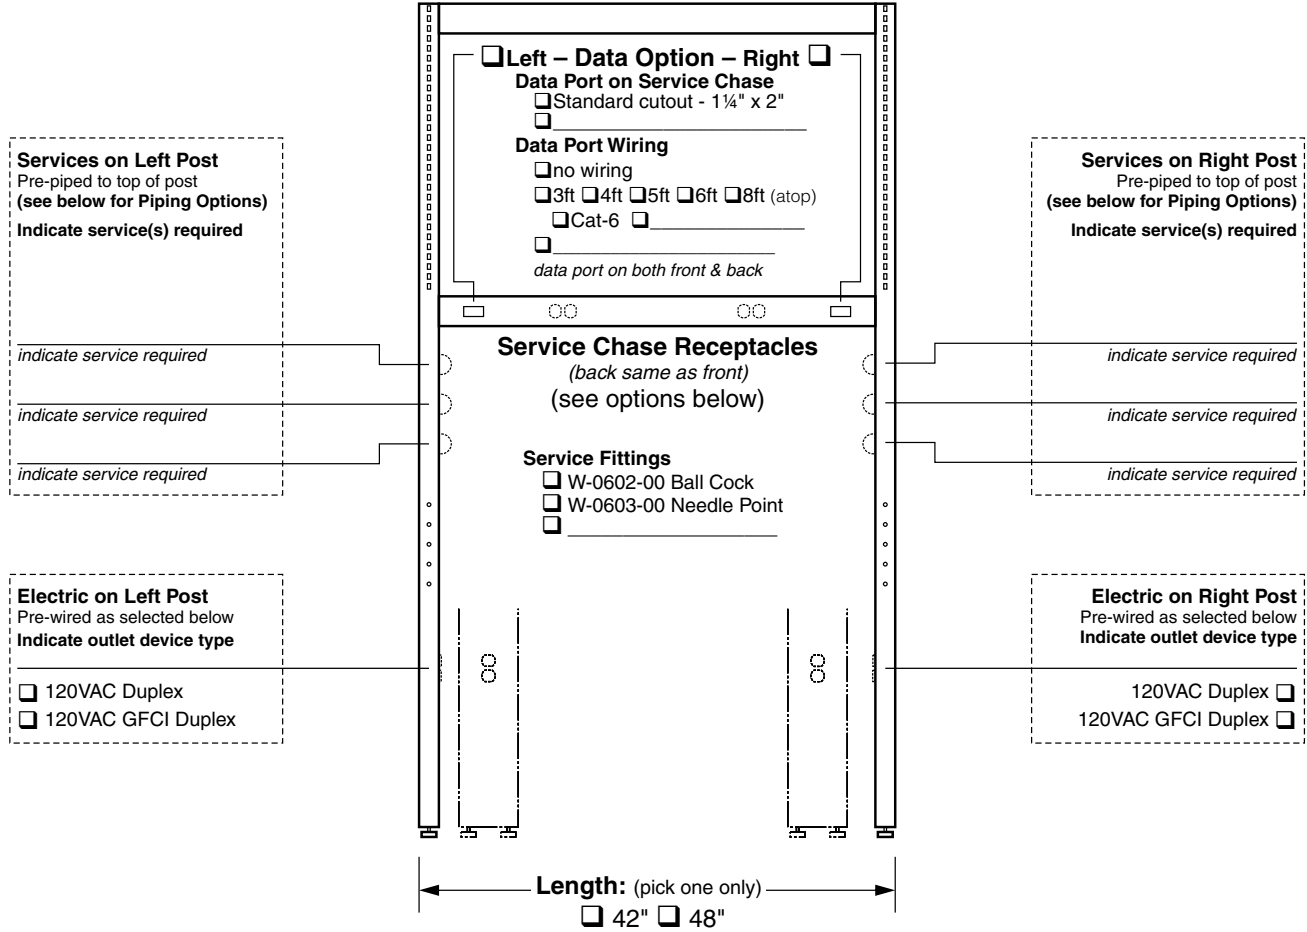 ❑Left – Data Option – Right ❑
Data Port on Service Chase
❑Standard cutout - 1¼" x 2"
❑_______________________
Data Port Wiring
❑no wiring
❑3ft ❑4ft ❑5ft ❑6ft ❑8ft (atop)
❑Cat-6 ❑______________
❑____________________
data port on both front & back
Services on Left Post
Pre-piped to top of post
(see below for Piping Options)
Indicate service(s) required
indicate service required
indicate service required
indicate service required
Services on Right Post
Pre-piped to top of post
(see below for Piping Options)
Indicate service(s) required
indicate service required
indicate service required
indicate service required
Service Chase Receptacles
(back same as front)
(see options below)
Service Fittings
❑ W-0602-00 Ball Cock
❑ W-0603-00 Needle Point
❑ ___________________
Electric on Left Post
Pre-wired as selected below
Indicate outlet device type
❑ 120VAC Duplex
❑ 120VAC GFCI Duplex
Electric on Right Post
Pre-wired as selected below
Indicate outlet device type
120VAC Duplex ❑
120VAC GFCI Duplex ❑
Length: (pick one only)
❑ 42" ❑ 48"